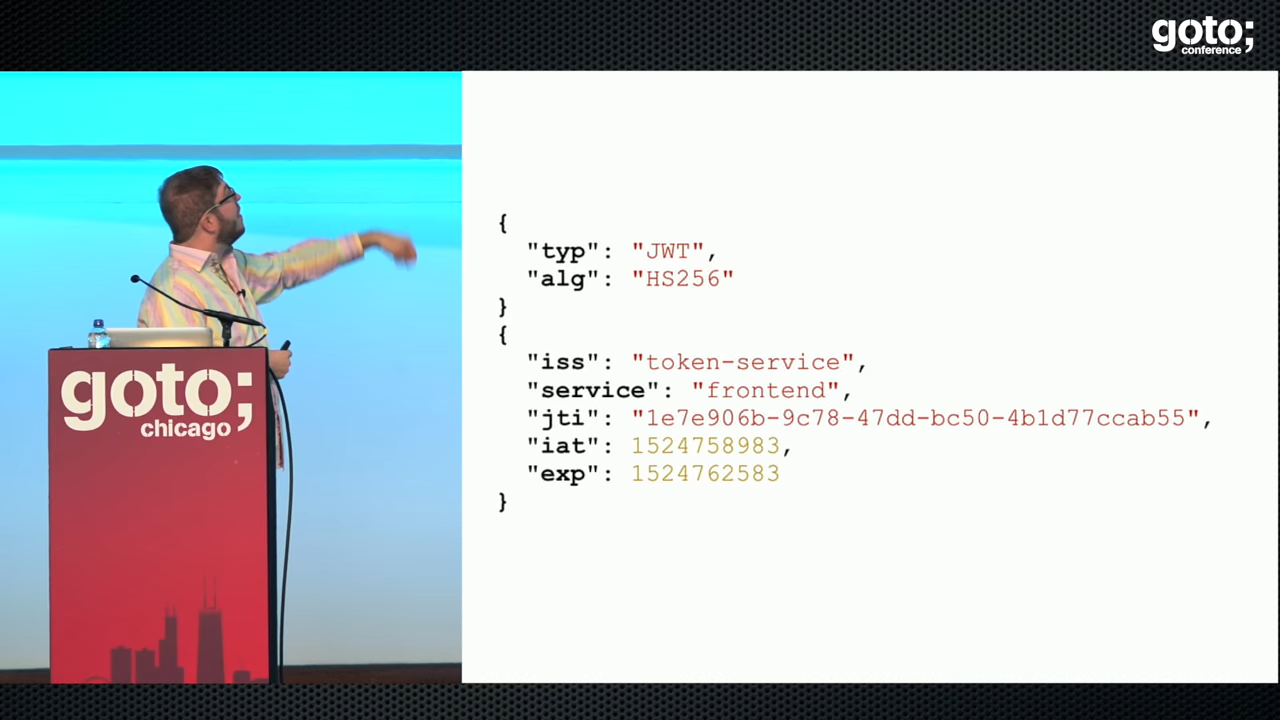 goto;
conference
{
"typ": "JWT",
"alg": "HS256"
}
{
"iss": "token-service",
"service": "frontend",
"jti": "1e7e906b-9c78-47dd-bc50-4b1d77ccab55",
"iat": 1524758983,
"exp": 1524762583
}
goto;
chicago